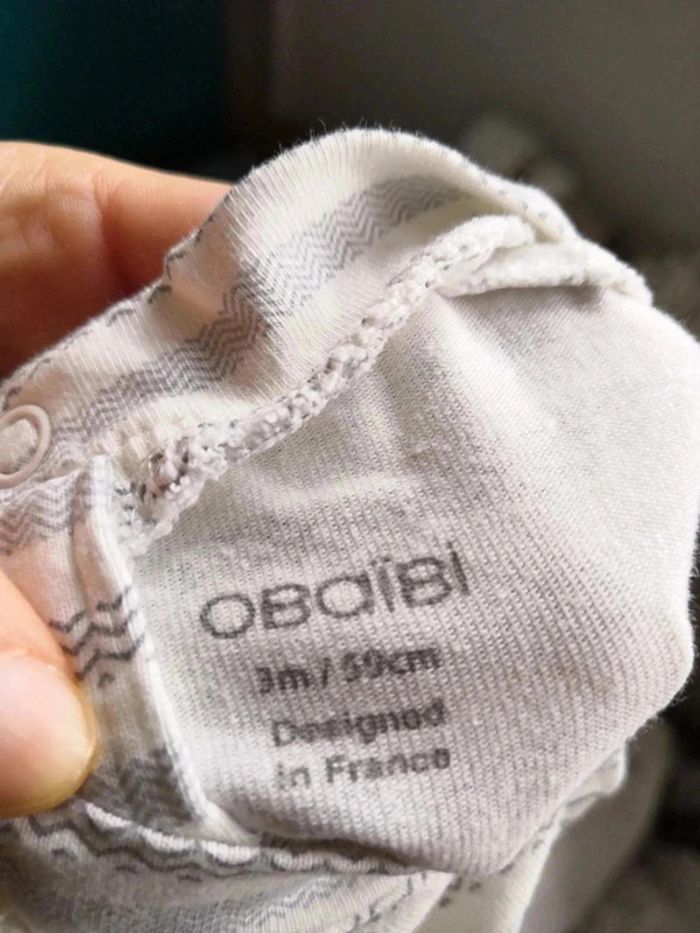 OBaïBi
3m / 59cm
Designed
in France